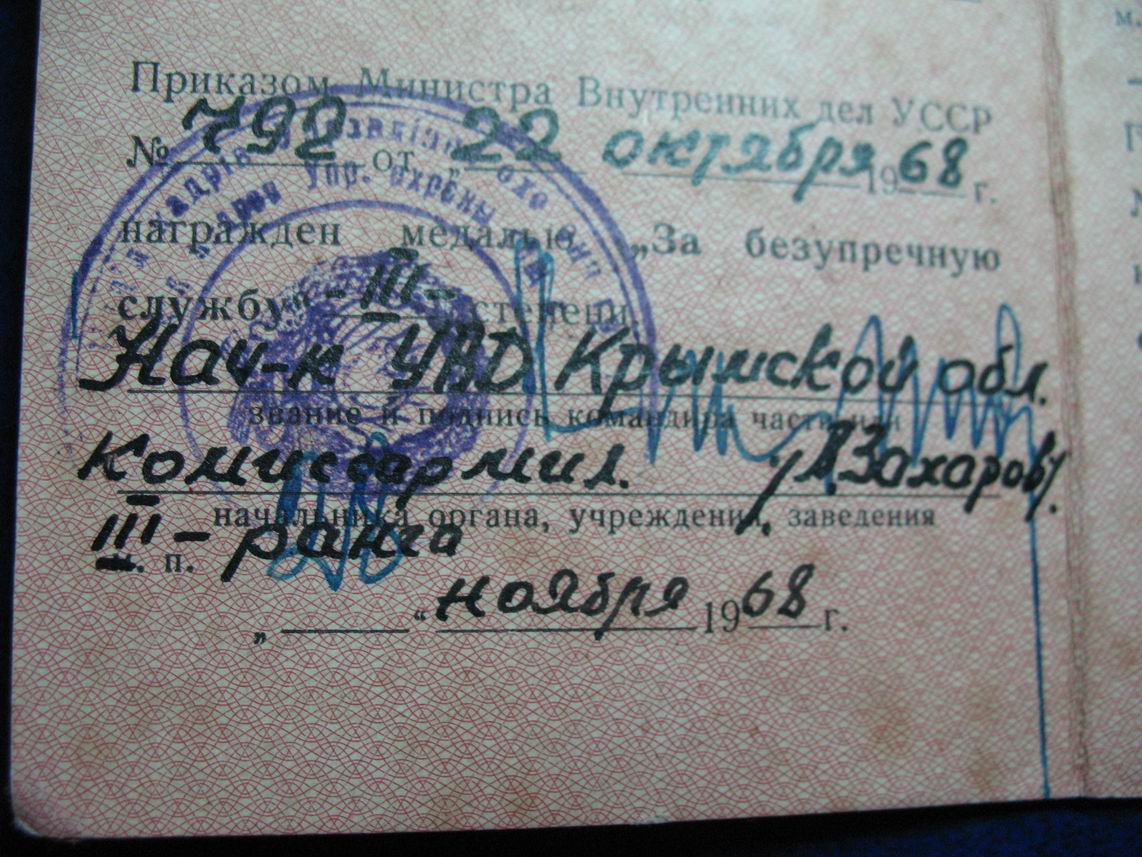 Приказом Министра Внутренних дел УССР
№ 792 от „22 октября 1968 г.
награжден медалью „За безупречную
службу“ -III- степени.
Нач-к УВД Крымской обл.
звание и подпись командира части или
Комиссар мил. /Захаров/.
начальника органа, учреждения, заведения
III - ранга
м. п.
„ “ ноября 1968 г.